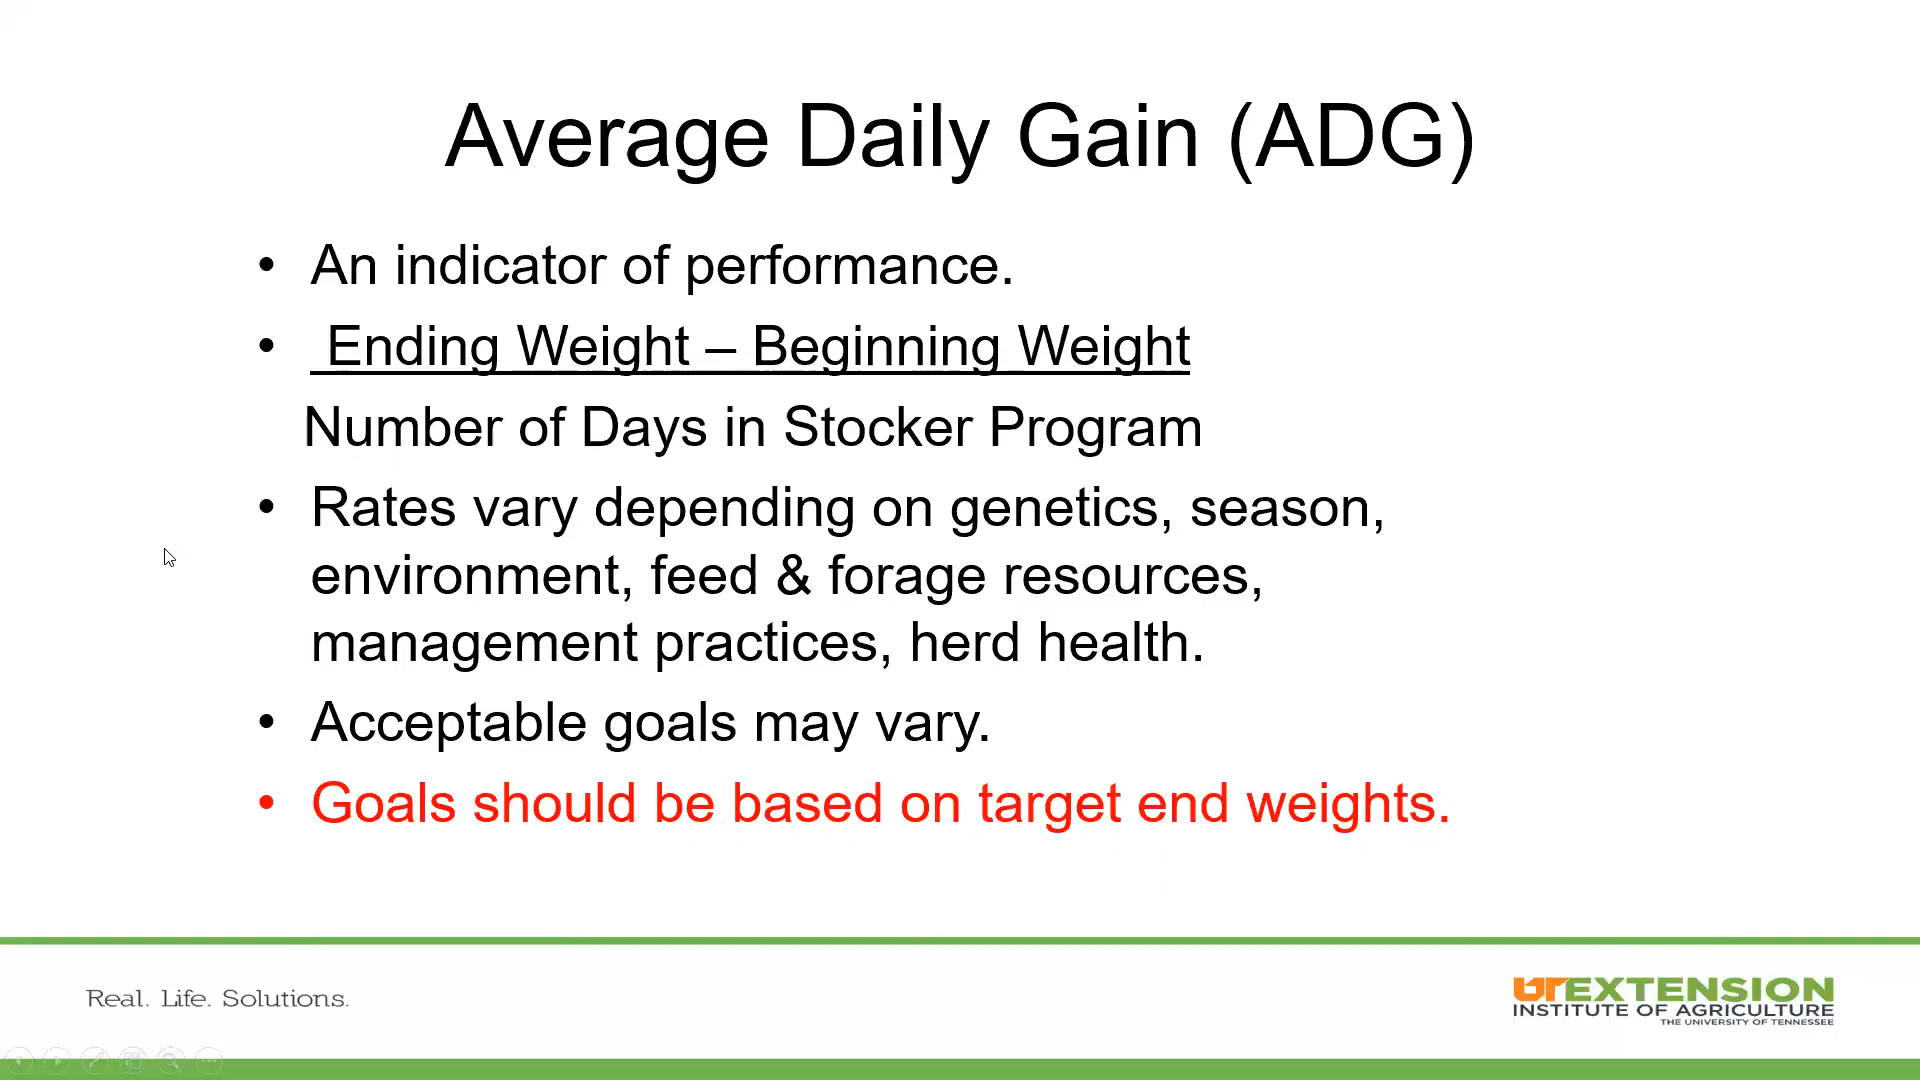 Average Daily Gain (ADG)
• An indicator of performance.
• Ending Weight – Beginning Weight
Number of Days in Stocker Program
• Rates vary depending on genetics, season,
environment, feed & forage resources,
management practices, herd health.
• Acceptable goals may vary.
• Goals should be based on target end weights.
Real. Life. Solutions.
UT EXTENSION
INSTITUTE OF AGRICULTURE
THE UNIVERSITY OF TENNESSEE